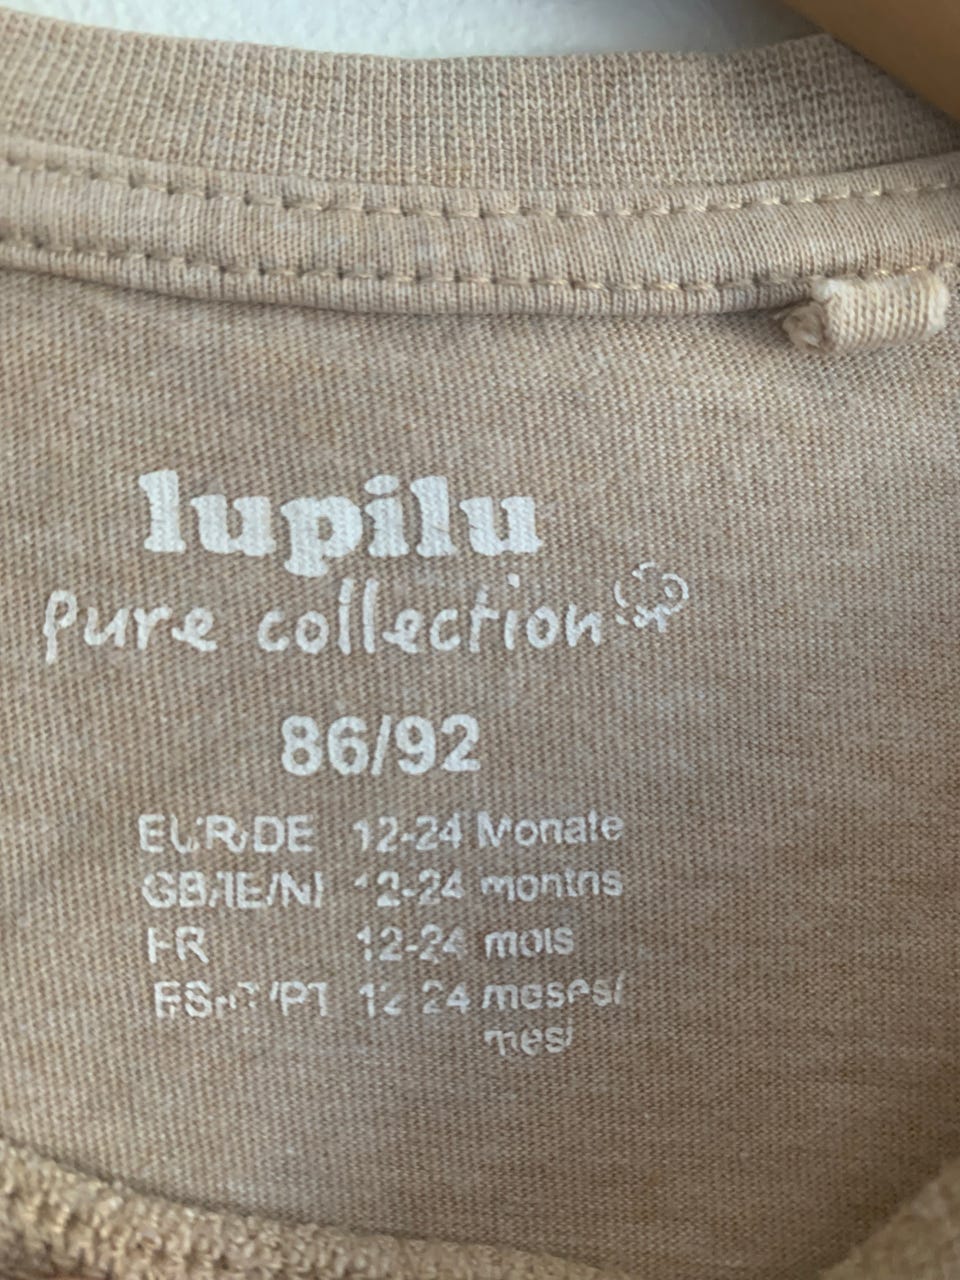 lupilu
pure collection
86/92
EUR/DE 12-24 Monate
GB/IE/NI 12-24 months
FR 12-24 mois
ES/IT/PT 12-24 meses/
mesi